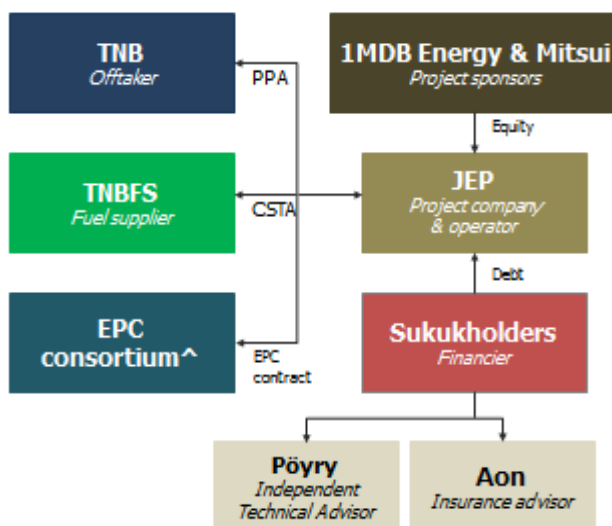 TNB
Offtaker
PPA
1MDB Energy & Mitsui
Project sponsors
Equity
TNBFS
Fuel supplier
CSTA
JEP
Project company
& operator
Debt
EPC
consortium^
EPC
contract
Sukukholders
Financier
Pöyry
Independent
Technical Advisor
Aon
Insurance advisor